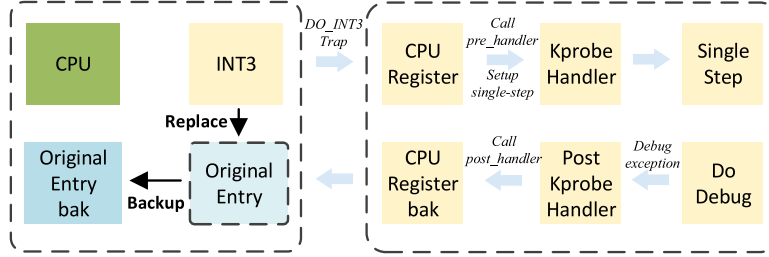 CPU
INT3
Replace
Original
Entry
bak
Backup
Original
Entry
DO_INT3
Trap
CPU
Register
Call
pre_handler
Setup
single-step
Kprobe
Handler
Single
Step
CPU
Register
bak
Call
post_handler
Post
Kprobe
Handler
Debug
exception
Do
Debug